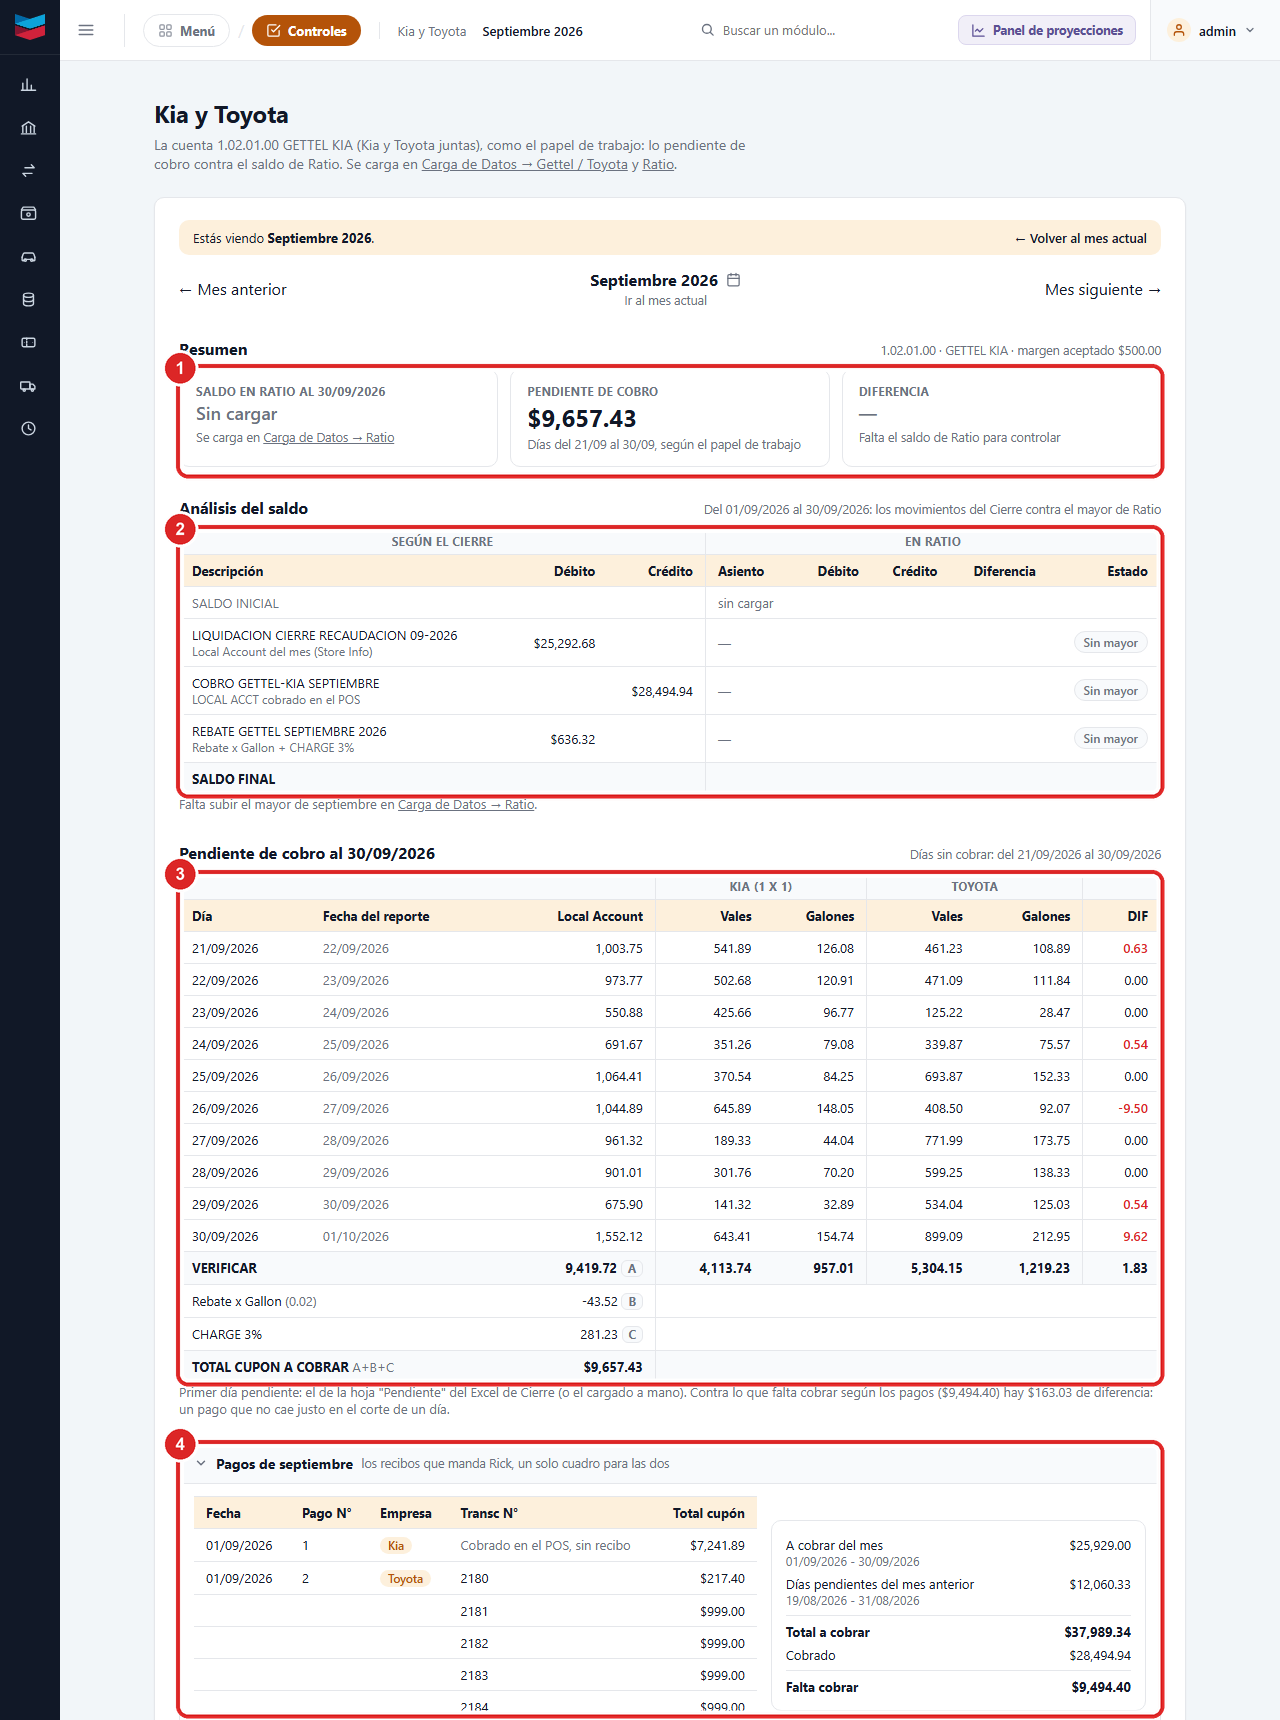 Menú / Controles Kia y Toyota Septiembre 2026 Buscar un módulo... Panel de proyecciones admin
Kia y Toyota
La cuenta 1.02.01.00 GETTEL KIA (Kia y Toyota juntas), como el papel de trabajo: lo pendiente de
cobro contra el saldo de Ratio. Se carga en Carga de Datos → Gettel / Toyota y Ratio.
Estás viendo Septiembre 2026. ← Volver al mes actual
← Mes anterior Septiembre 2026 Mes siguiente →
Ir al mes actual
Resumen 1.02.01.00 · GETTEL KIA · margen aceptado $500.00
1
SALDO EN RATIO AL 30/09/2026 PENDIENTE DE COBRO DIFERENCIA
Sin cargar $9,657.43 —
Se carga en Carga de Datos → Ratio Días del 21/09 al 30/09, según el papel de trabajo Falta el saldo de Ratio para controlar
Análisis del saldo Del 01/09/2026 al 30/09/2026: los movimientos del Cierre contra el mayor de Ratio
2
SEGÚN EL CIERRE EN RATIO
Descripción Débito Crédito Asiento Débito Crédito Diferencia Estado
SALDO INICIAL sin cargar
LIQUIDACION CIERRE RECAUDACION 09-2026 $25,292.68 — Sin mayor
Local Account del mes (Store Info)
COBRO GETTEL-KIA SEPTIEMBRE $28,494.94 — Sin mayor
LOCAL ACCT cobrado en el POS
REBATE GETTEL SEPTIEMBRE 2026 $636.32 — Sin mayor
Rebate x Gallon + CHARGE 3%
SALDO FINAL
Falta subir el mayor de septiembre en Carga de Datos → Ratio.
Pendiente de cobro al 30/09/2026 Días sin cobrar: del 21/09/2026 al 30/09/2026
3
KIA (1 X 1) TOYOTA
Día Fecha del reporte Local Account Vales Galones Vales Galones DIF
21/09/2026 22/09/2026 1,003.75 541.89 126.08 461.23 108.89 0.63
22/09/2026 23/09/2026 973.77 502.68 120.91 471.09 111.84 0.00
23/09/2026 24/09/2026 550.88 425.66 96.77 125.22 28.47 0.00
24/09/2026 25/09/2026 691.67 351.26 79.08 339.87 75.57 0.54
25/09/2026 26/09/2026 1,064.41 370.54 84.25 693.87 152.33 0.00
26/09/2026 27/09/2026 1,044.89 645.89 148.05 408.50 92.07 -9.50
27/09/2026 28/09/2026 961.32 189.33 44.04 771.99 173.75 0.00
28/09/2026 29/09/2026 901.01 301.76 70.20 599.25 138.33 0.00
29/09/2026 30/09/2026 675.90 141.32 32.89 534.04 125.03 0.54
30/09/2026 01/10/2026 1,552.12 643.41 154.74 899.09 212.95 9.62
VERIFICAR 9,419.72 A 4,113.74 957.01 5,304.15 1,219.23 1.83
Rebate x Gallon (0.02) -43.52 B
CHARGE 3% 281.23 C
TOTAL CUPON A COBRAR A+B+C $9,657.43
Primer día pendiente: el de la hoja "Pendiente" del Excel de Cierre (o el cargado a mano). Contra lo que falta cobrar según los pagos ($9,494.40) hay $163.03 de diferencia:
un pago que no cae justo en el corte de un día.
4
Pagos de septiembre los recibos que manda Rick, un solo cuadro para las dos
Fecha Pago N° Empresa Transc N° Total cupón
01/09/2026 1 Kia Cobrado en el POS, sin recibo $7,241.89
01/09/2026 2 Toyota 2180 $217.40
2181 $999.00
2182 $999.00
2183 $999.00
2184 $999.00
A cobrar del mes $25,929.00
01/09/2026 - 30/09/2026
Días pendientes del mes anterior $12,060.33
19/08/2026 - 31/08/2026
Total a cobrar $37,989.34
Cobrado $28,494.94
Falta cobrar $9,494.40